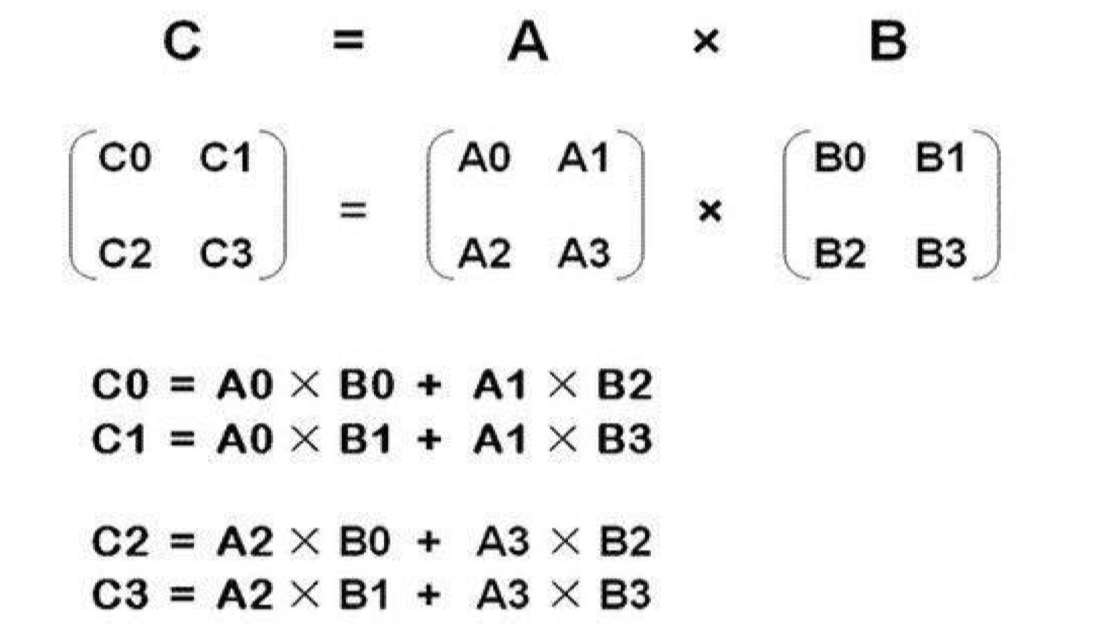 C = A × B
C0 C1 A0 A1 B0 B1
= ×
C2 C3 A2 A3 B2 B3
C0 = A0 × B0 + A1 × B2
C1 = A0 × B1 + A1 × B3
C2 = A2 × B0 + A3 × B2
C3 = A2 × B1 + A3 × B3